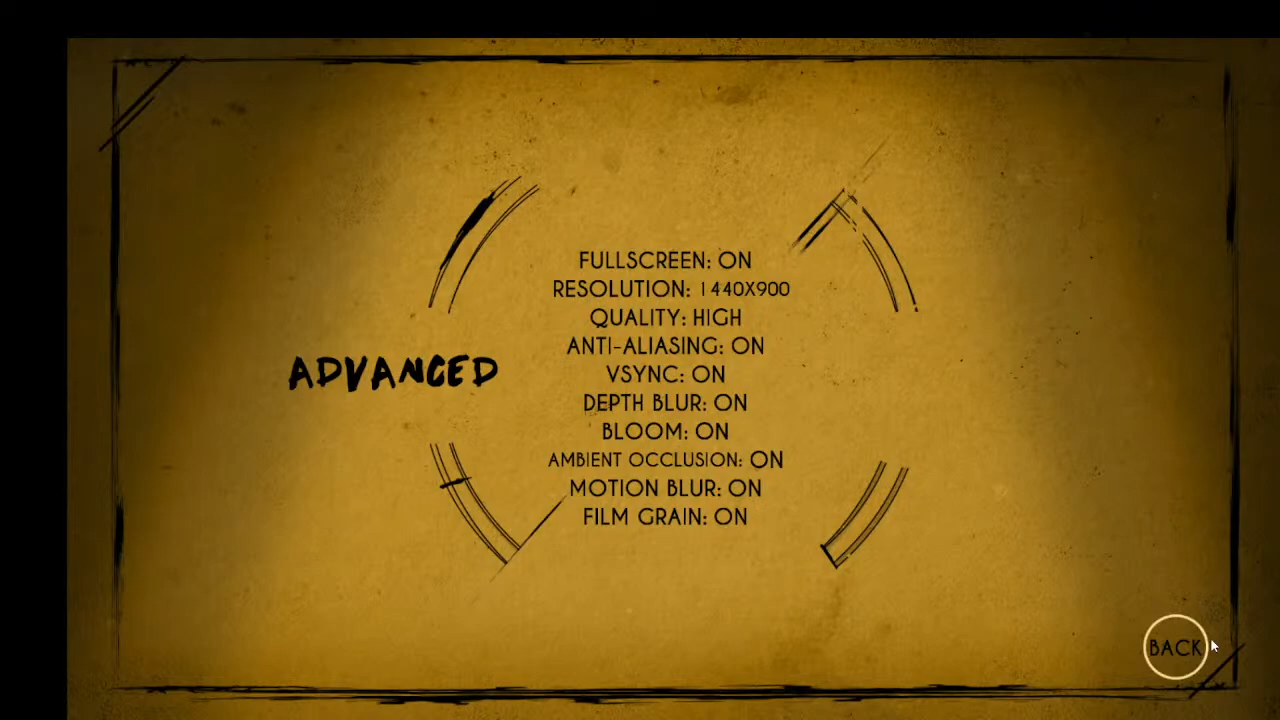 FULLSCREEN: ON
RESOLUTION: 1440X900
QUALITY: HIGH
ANTI-ALIASING: ON
ADVANCED
VSYNC: ON
DEPTH BLUR: ON
BLOOM: ON
AMBIENT OCCLUSION: ON
MOTION BLUR: ON
FILM GRAIN: ON
BACK